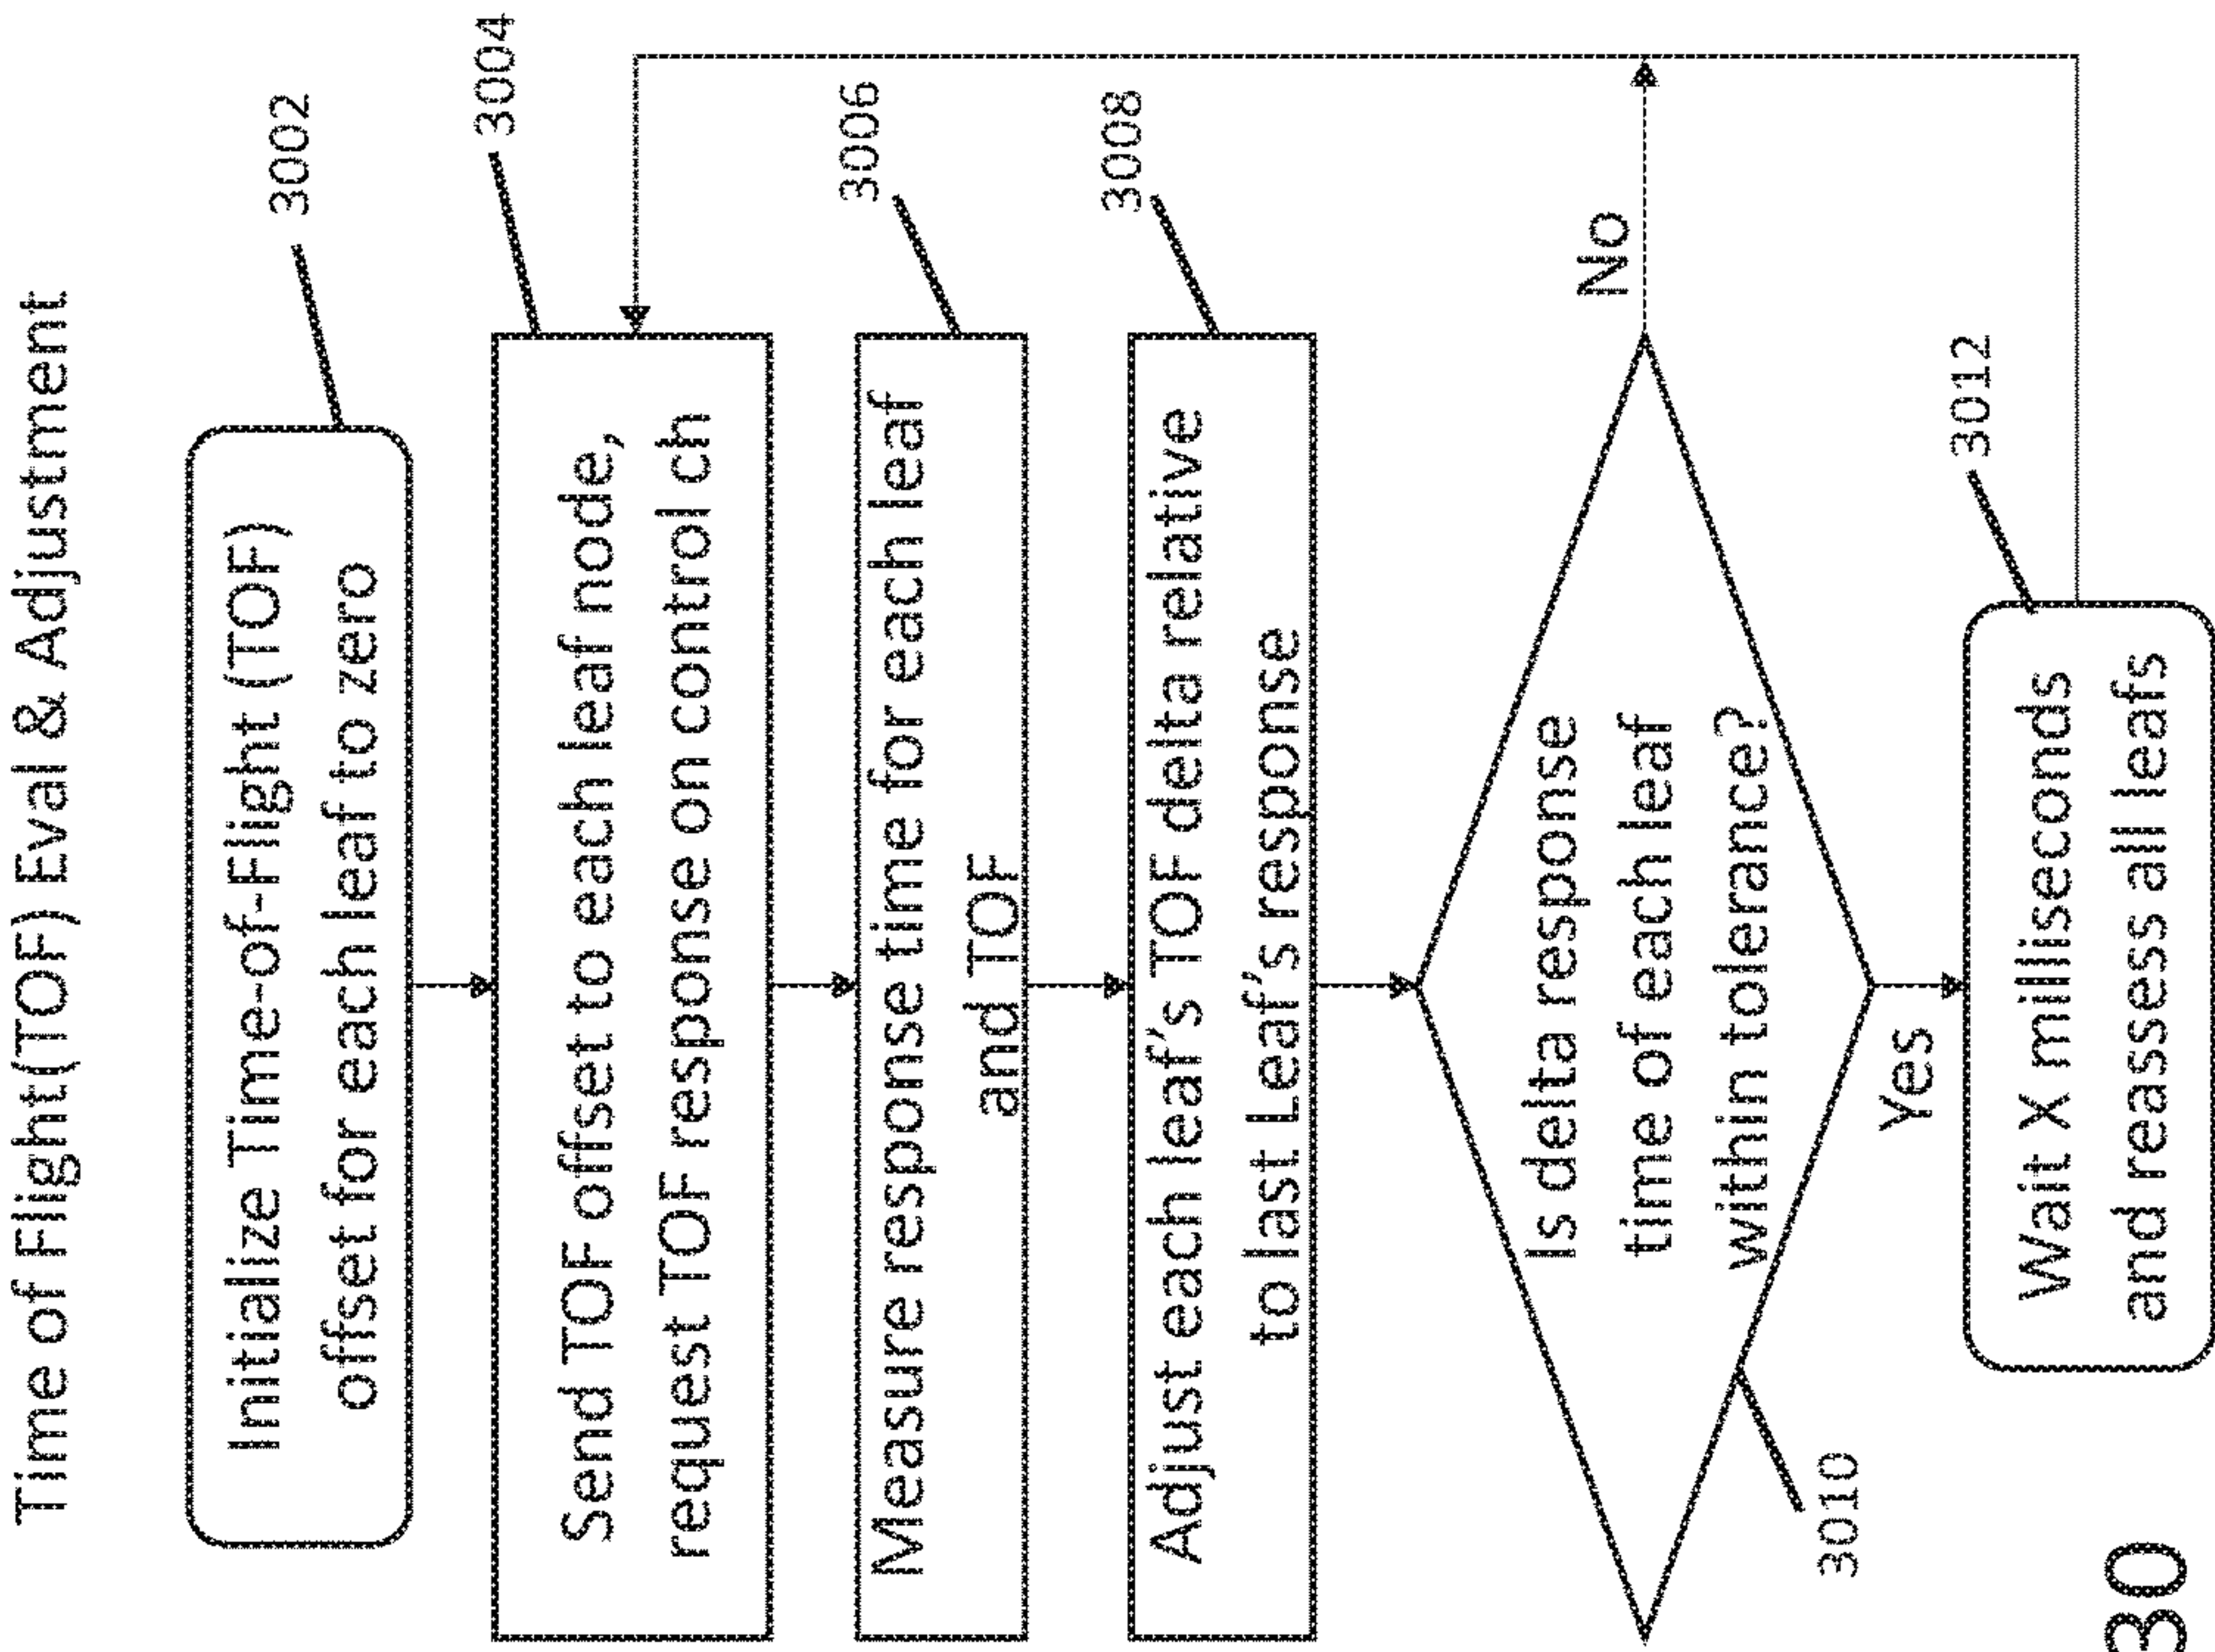 Time of Flight(TOF) Eval & Adjustment
3002
Initialize Time-of-Flight (TOF)
offset for each leaf to zero
3004
Send TOF offset to each leaf node,
request TOF response on control ch
3006
Measure response time for each leaf
and TOF
3008
Adjust each leaf's TOF delta relative
to last Leaf's response
Is delta response
time of each leaf
within tolerance?
No
3010
Yes
3012
Wait X milliseconds
and reassess all leafs
30